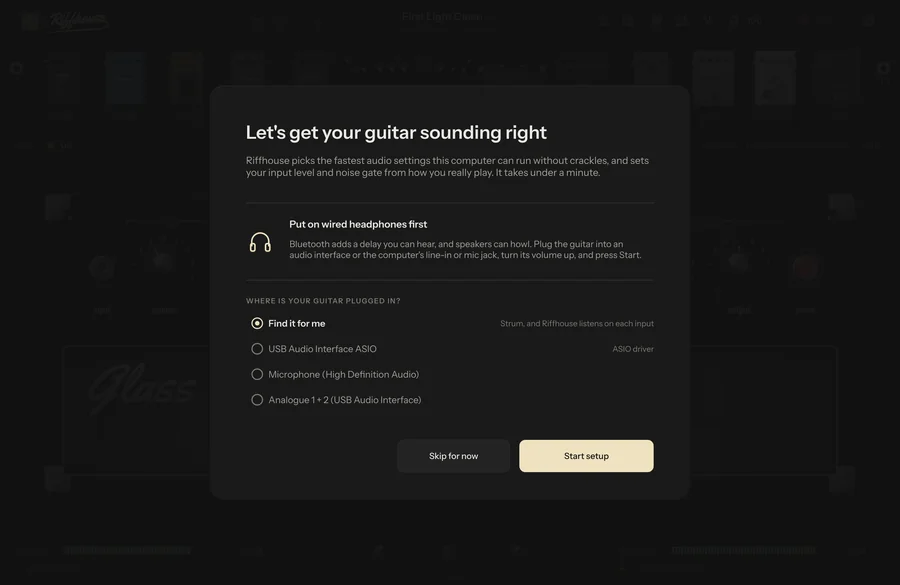 Riffhouse
Let's get your guitar sounding right
Riffhouse picks the fastest audio settings this computer can run without crackles, and sets
your input level and noise gate from how you really play. It takes under a minute.
Put on wired headphones first
Bluetooth adds a delay you can hear, and speakers can howl. Plug the guitar into an
audio interface or the computer's line-in or mic jack, turn its volume up, and press Start.
WHERE IS YOUR GUITAR PLUGGED IN?
Find it for me
Strum, and Riffhouse listens on each input
USB Audio Interface ASIO
ASIO driver
Microphone (High Definition Audio)
Analogue 1 + 2 (USB Audio Interface)
Glass
Skip for now
Start setup